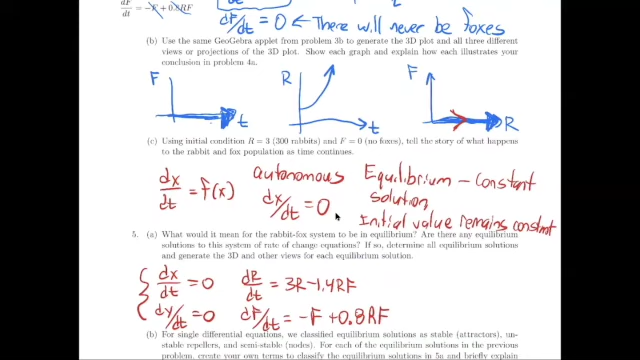 dt
dF/dt = −F + 0.8RF
dF/dt = 0 ← There will never be foxes
(b) Use the same GeoGebra applet from problem 3b to generate the 3D plot and all three different
views or projections of the 3D plot. Show each graph and explain how each illustrates your
conclusion in problem 4a.
F t R t F R
(c) Using initial condition R = 3 (300 rabbits) and F = 0 (no foxes), tell the story of what happens
to the rabbit and fox population as time continues.
dx/dt = f(x) autonomous Equilibrium − Constant
dx/dt = 0 solution
Initial value remains constant
5. (a) What would it mean for the rabbit-fox system to be in equilibrium? Are there any equilibrium
solutions to this system of rate of change equations? If so, determine all equilibrium solutions
and generate the 3D and other views for each equilibrium solution.
{ dx/dt = 0 dR/dt = 3R − 1.4RF
dy/dt = 0 dF/dt = −F + 0.8RF
(b) For single differential equations, we classified equilibrium solutions as stable (attractors), un-
stable repellers, and semi-stable (nodes). For each of the equilibrium solutions in the previous
problem, create your own terms to classify the equilibrium solutions in 5a and briefly explain